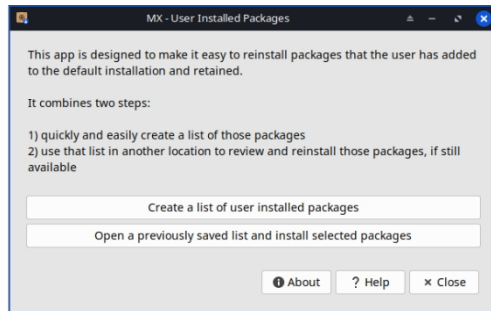 MX - User Installed Packages
This app is designed to make it easy to reinstall packages that the user has added
to the default installation and retained.
It combines two steps:
1) quickly and easily create a list of those packages
2) use that list in another location to review and reinstall those packages, if still
available
Create a list of user installed packages
Open a previously saved list and install selected packages
About ? Help × Close